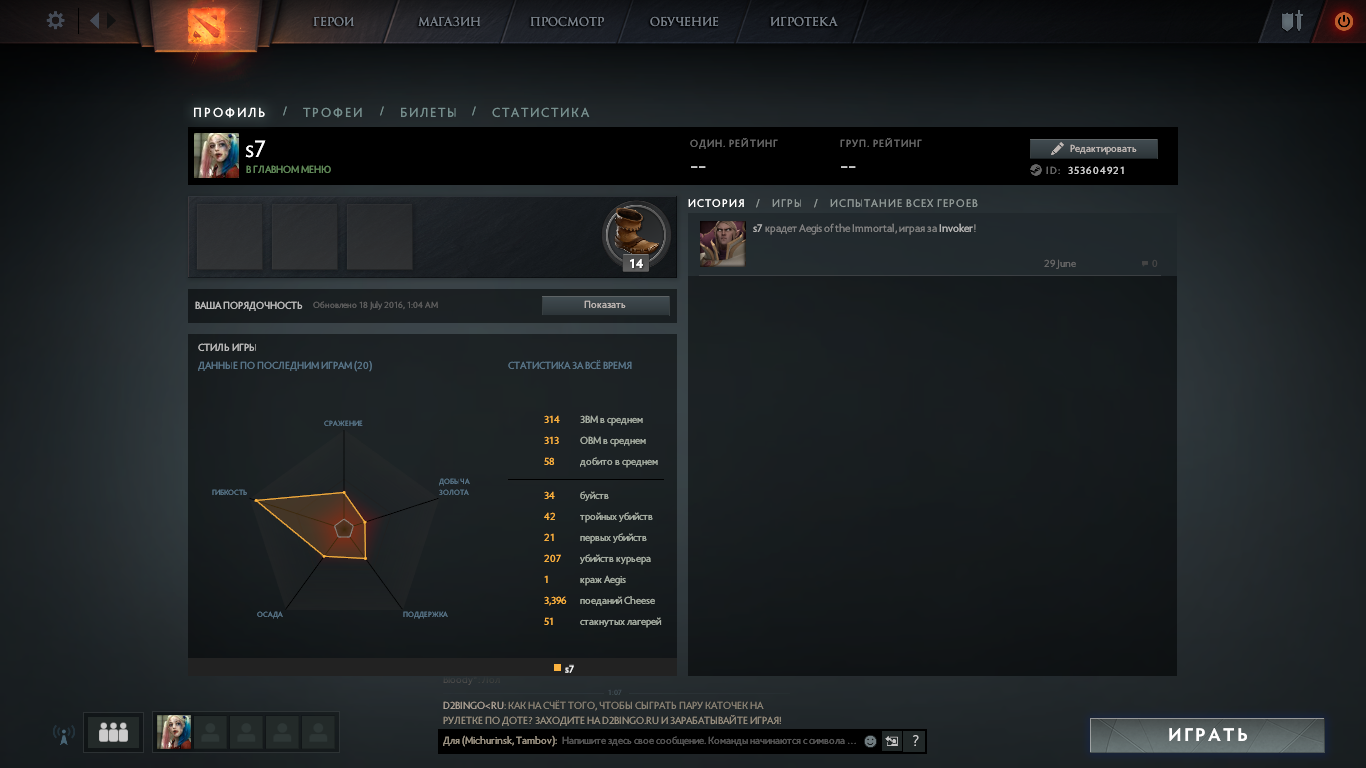 ГЕРОИ
МАГАЗИН
ПРОСМОТР
ОБУЧЕНИЕ
ИГРОТЕКА
ПРОФИЛЬ / ТРОФЕИ / БИЛЕТЫ / СТАТИСТИКА
s7
В ГЛАВНОМ МЕНЮ
ОДИН. РЕЙТИНГ
--
ГРУП. РЕЙТИНГ
--
Редактировать
ID: 353604921
14
ВАША ПОРЯДОЧНОСТЬ Обновлено 18 July 2016, 1:04 AM
Показать
СТИЛЬ ИГРЫ
ДАННЫЕ ПО ПОСЛЕДНИМ ИГРАМ (20)
СРАЖЕНИЕ
ДОБЫЧА
ЗОЛОТА
ГИБКОСТЬ
ОСАДА
ПОДДЕРЖКА
СТАТИСТИКА ЗА ВСЁ ВРЕМЯ
314 ЗВМ в среднем
313 ОВМ в среднем
58 добито в среднем
34 буйств
42 тройных убийств
21 первых убийств
207 убийств курьера
1 краж Aegis
3,396 поеданий Cheese
51 стакнутых лагерей
s7
ИСТОРИЯ / ИГРЫ / ИСПЫТАНИЕ ВСЕХ ГЕРОЕВ
s7 крадет Aegis of the Immortal, играя за Invoker!
29 June
0
1:07
D2BINGO<RU: КАК НА СЧЁТ ТОГО, ЧТОБЫ СЫГРАТЬ ПАРУ КАТОЧЕК НА
РУЛЕТКЕ ПО ДОТЕ? ЗАХОДИТЕ НА D2BINGO.RU И ЗАРАБАТЫВАЙТЕ ИГРАЯ!
Для (Michurinsk, Tambov): Напишите здесь свое сообщение. Команды начинаются с символа ...
?
ИГРАТЬ